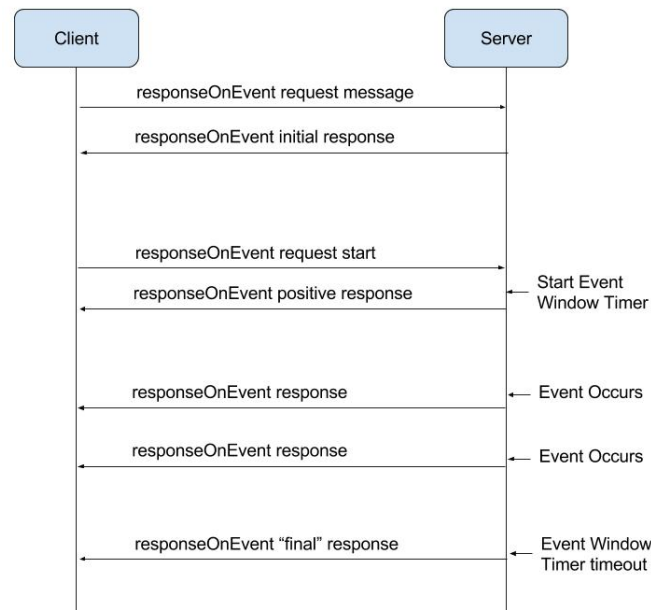 Client
Server
responseOnEvent request message
responseOnEvent initial response
responseOnEvent request start
Start Event
Window Timer
responseOnEvent positive response
responseOnEvent response
Event Occurs
responseOnEvent response
Event Occurs
responseOnEvent “final” response
Event Window
Timer timeout